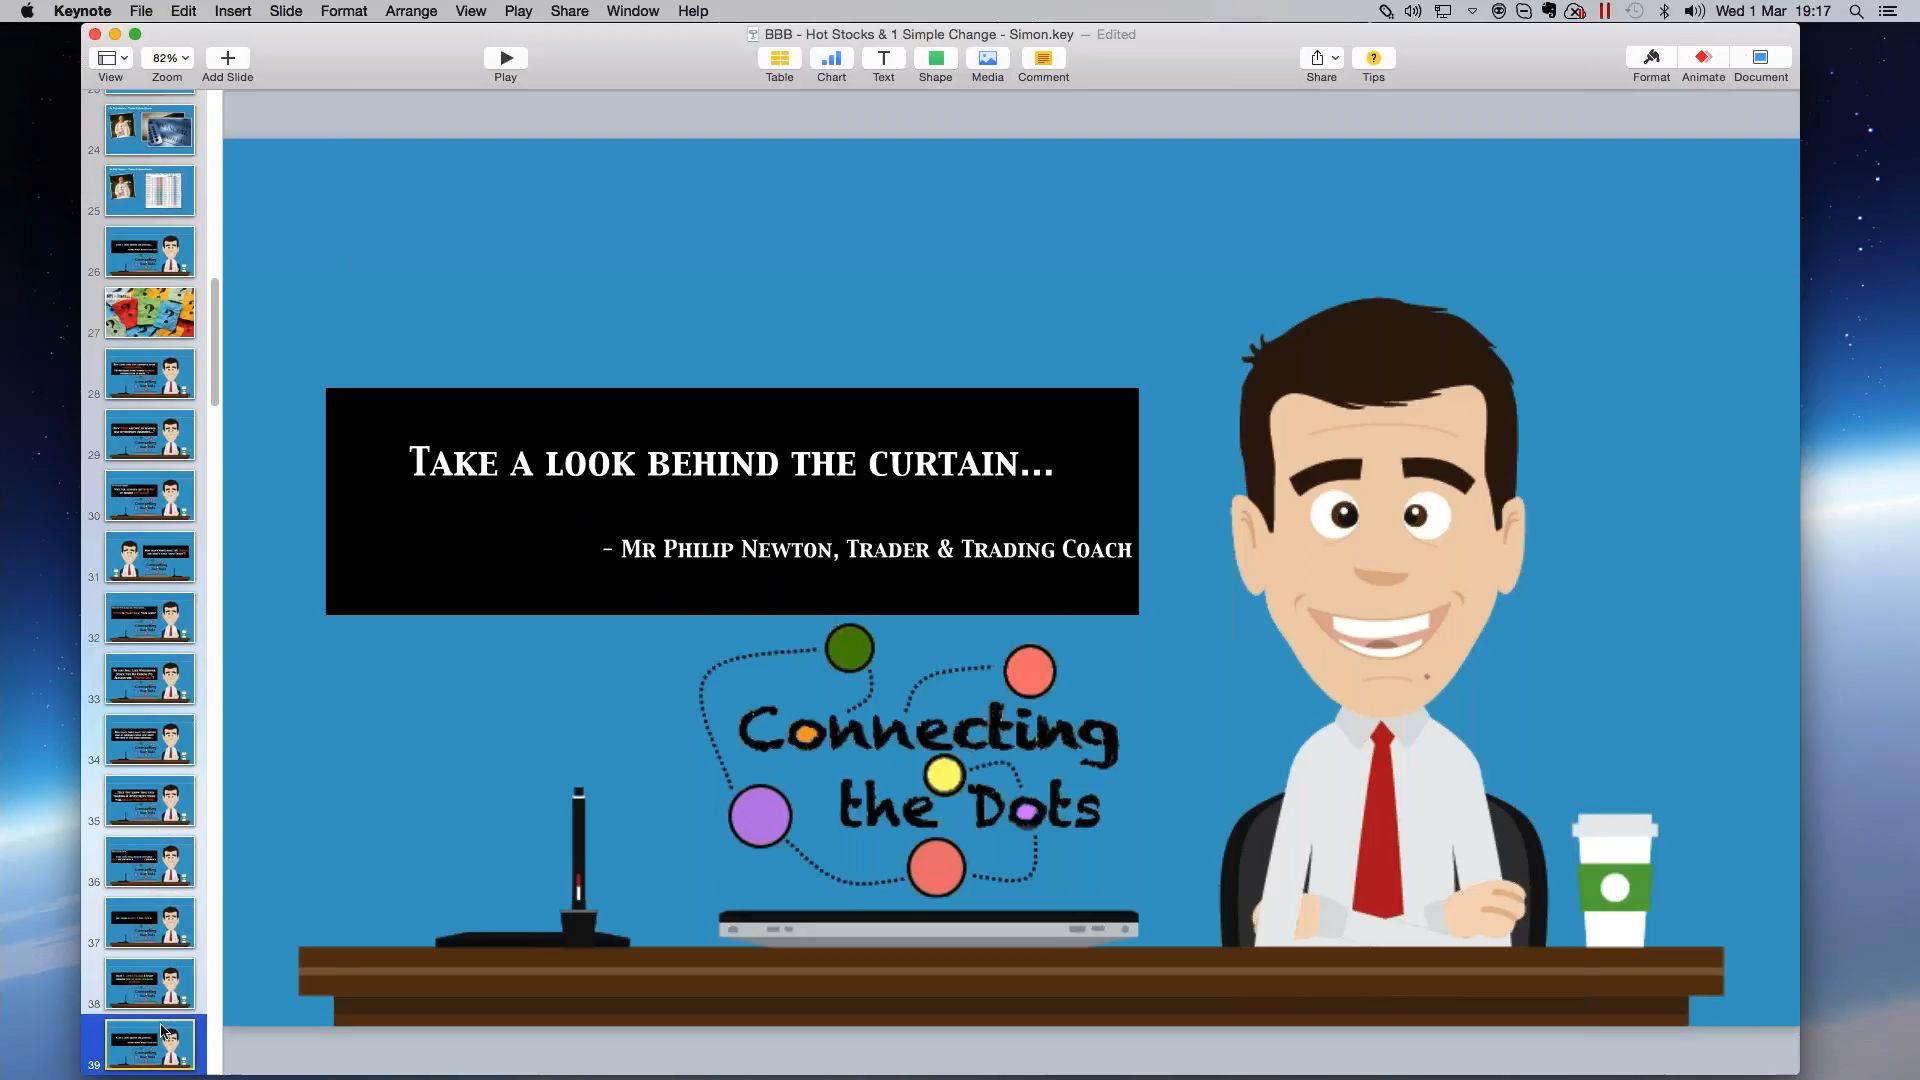 Keynote File Edit Insert Slide Format Arrange View Play Share Window Help
Wed 1 Mar 19:17
BBB - Hot Stocks & 1 Simple Change - Simon.key — Edited
82%
View Zoom Add Slide
Play
Table Chart Text Shape Media Comment
Share Tips
Format Animate Document
24
25
26
27
28
29
30
31
32
33
34
35
36
37
38
39
Take a look behind the curtain...
- Mr Philip Newton, Trader & Trading Coach
Connecting
the Dots